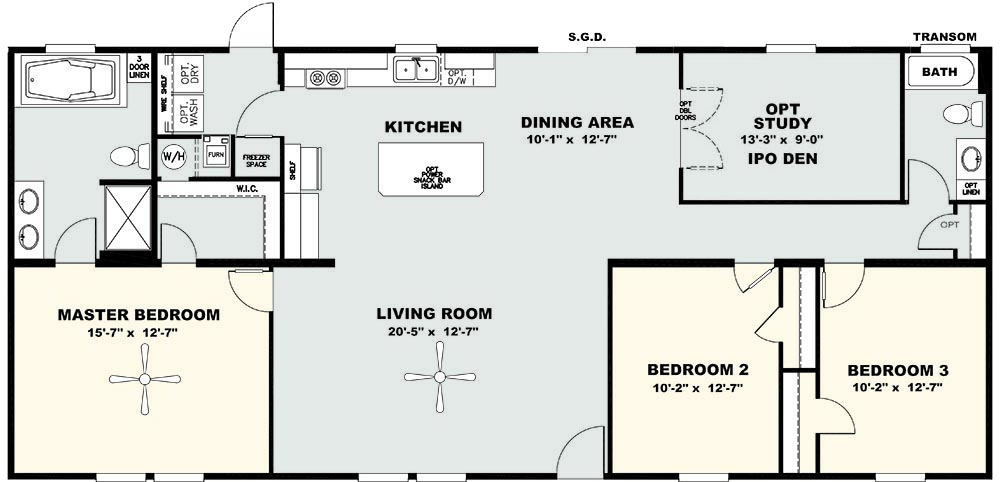 S.G.D.
TRANSOM
3
DOOR
LINEN
WIRE SHELF
OPT.
DRY
OPT.
WASH
OPT.
D/W
KITCHEN
DINING AREA
10'-1" x 12'-7"
OPT
DBL
DOORS
OPT
STUDY
13'-3" x 9'-0"
IPO DEN
BATH
W/H
FURN
FREEZER
SPACE
SHELF
OPT
POWER
SNACK BAR
ISLAND
W.I.C.
OPT
LINEN
OPT
MASTER BEDROOM
15'-7" x 12'-7"
LIVING ROOM
20'-5" x 12'-7"
BEDROOM 2
10'-2" x 12'-7"
BEDROOM 3
10'-2" x 12'-7"